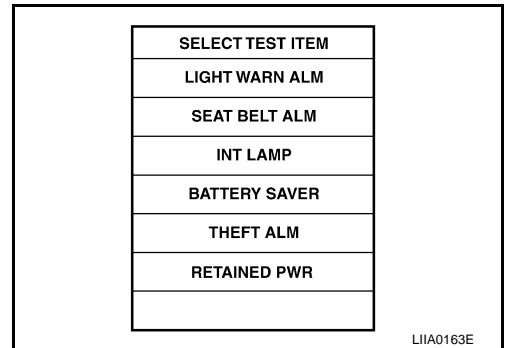 SELECT TEST ITEM
LIGHT WARN ALM
SEAT BELT ALM
INT LAMP
BATTERY SAVER
THEFT ALM
RETAINED PWR
LIIA0163E